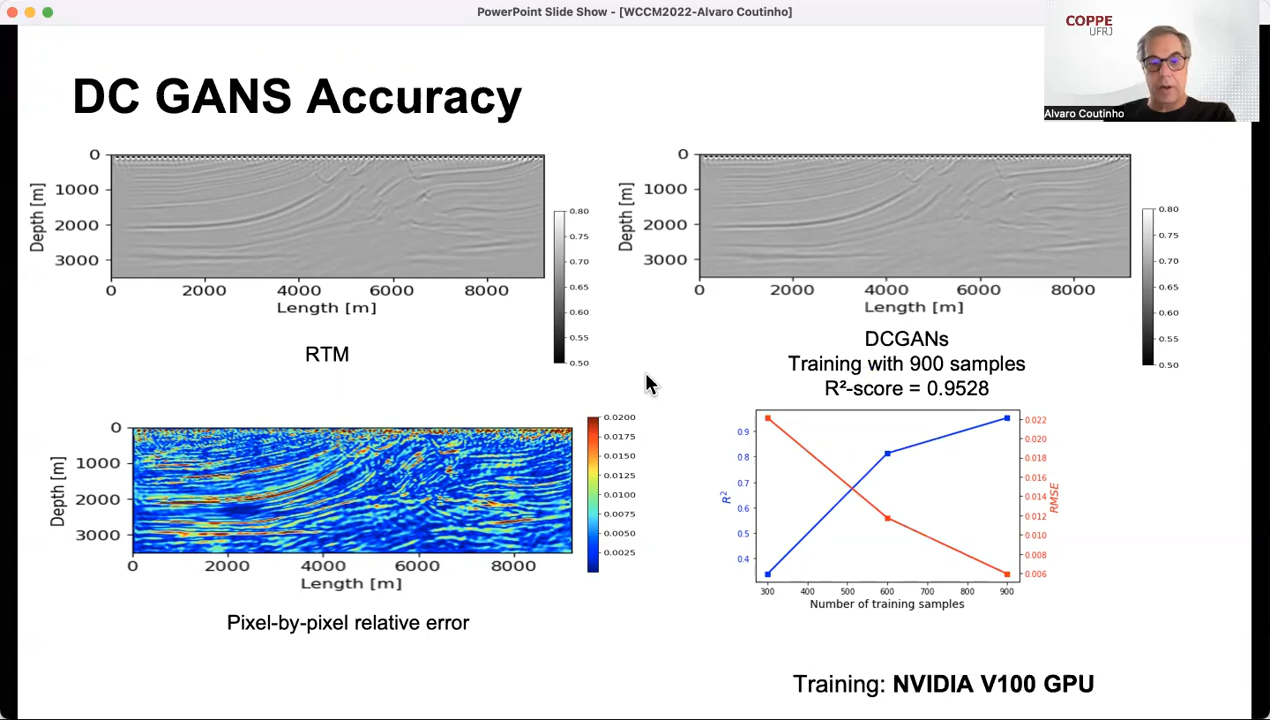 PowerPoint Slide Show - [WCCM2022-Alvaro Coutinho]
COPPE
UFRJ
Alvaro Coutinho
DC GANS Accuracy
0
1000
2000
3000
Depth [m]
0 2000 4000 6000 8000
Length [m]
0.80
0.75
0.70
0.65
0.60
0.55
0.50
RTM
0
1000
2000
3000
Depth [m]
0 2000 4000 6000 8000
Length [m]
0.80
0.75
0.70
0.65
0.60
0.55
0.50
DCGANs
Training with 900 samples
R²-score = 0.9528
0
1000
2000
3000
Depth [m]
0 2000 4000 6000 8000
Length [m]
0.0200
0.0175
0.0150
0.0125
0.0100
0.0075
0.0050
0.0025
Pixel-by-pixel relative error
0.9
0.8
0.7
0.6
0.5
0.4
R²
0.022
0.020
0.018
0.016
0.014
0.012
0.010
0.008
0.006
RMSE
300 400 500 600 700 800 900
Number of training samples
Training: NVIDIA V100 GPU